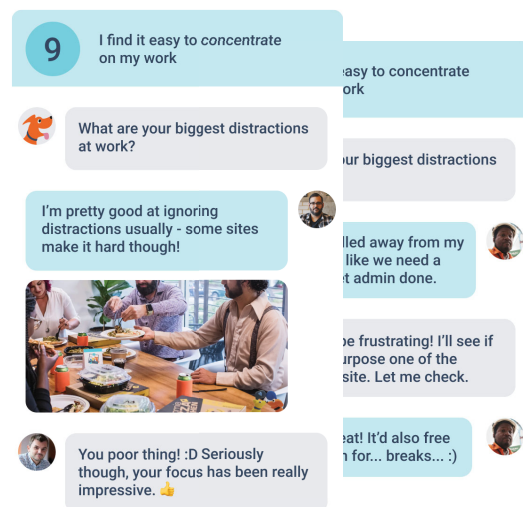 9
I find it easy to concentrate
on my work
What are your biggest distractions
at work?
I'm pretty good at ignoring
distractions usually - some sites
make it hard though!
You poor thing! :D Seriously
though, your focus has been really
impressive. 👍
easy to concentrate
ork
our biggest distractions
lled away from my
like we need a
et admin done.
be frustrating! I'll see if
urpose one of the
site. Let me check.
eat! It'd also free
n for... breaks... :)